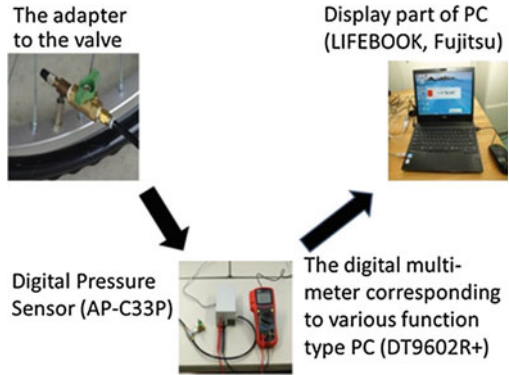 The adapter
to the valve
Display part of PC
(LIFEBOOK, Fujitsu)
Digital Pressure
Sensor (AP-C33P)
The digital multi-
meter corresponding
to various function
type PC (DT9602R+)